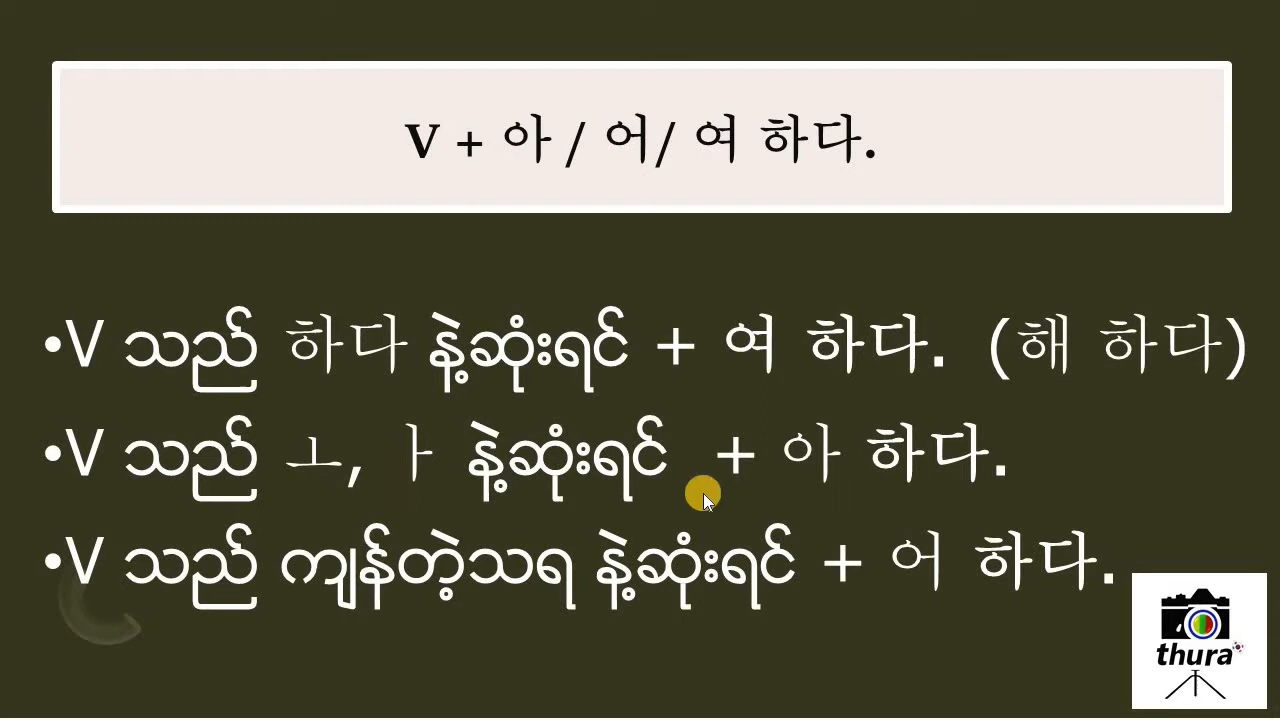 V + 아 / 어/ 여 하다.
•V သည် 하다 နဲ့ဆုံးရင် + 여 하다. (해 하다)
•V သည် ㅗ, ㅏ နဲ့ဆုံးရင် + 아 하다.
•V သည် ကျန်တဲ့သရ နဲ့ဆုံးရင် + 어 하다.
thura